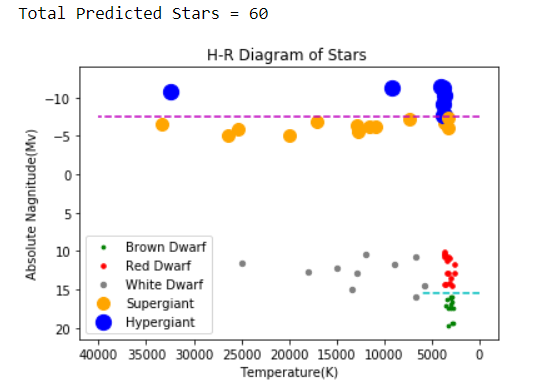 Total Predicted Stars = 60
H-R Diagram of Stars
Absolute Nagnitude(Mv)
−10
−5
0
5
10
15
20
Brown Dwarf
Red Dwarf
White Dwarf
Supergiant
Hypergiant
40000 35000 30000 25000 20000 15000 10000 5000 0
Temperature(K)